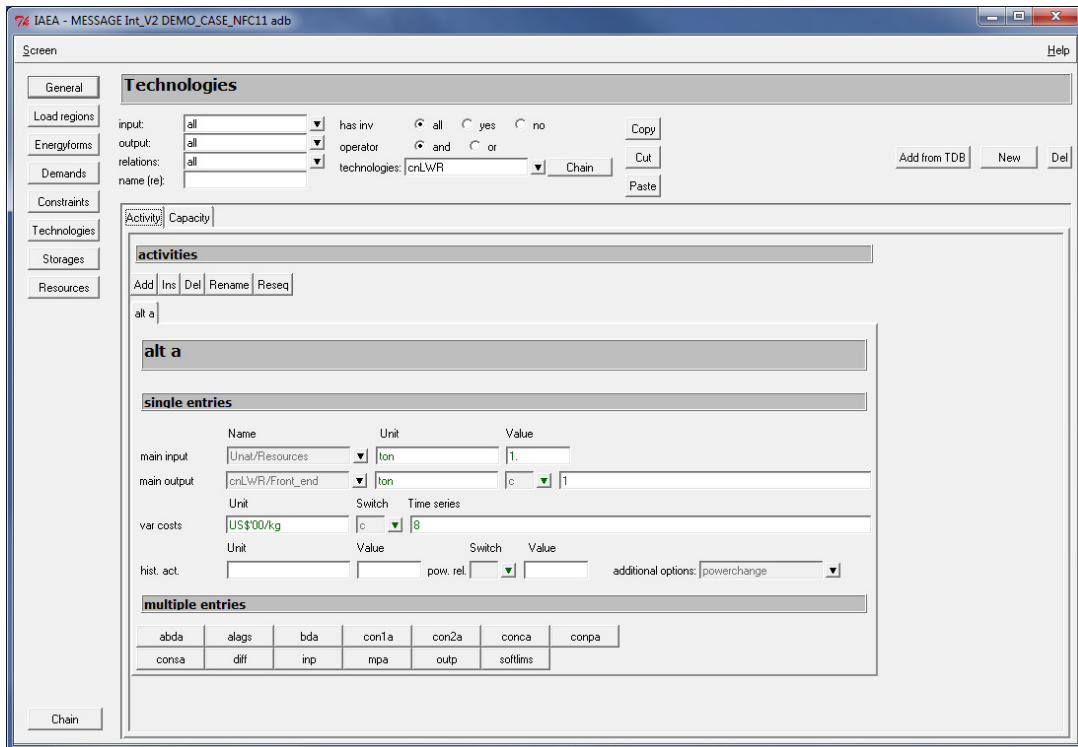 IAEA - MESSAGE Int_V2 DEMO_CASE_NFC11 adb
Screen Help
General
Load regions
Energyforms
Demands
Constraints
Technologies
Storages
Resources
Chain
Technologies
input: all has inv all yes no Copy
output: all operator and or
relations: all technologies: cnLWR Chain Cut Add from TDB New Del
name (re): Paste
Activity Capacity
activities
Add Ins Del Rename Reseq
alt a
alt a
single entries
Name Unit Value
main input Unat/Resources ton 1.
main output cnLWR/Front_end ton c 1
Unit Switch Time series
var costs US$'00/kg c 8
Unit Value Switch Value
hist. act. pow. rel. additional options: powerchange
multiple entries
abda alags bda con1a con2a conca conpa
consa diff inp mpa outp softlims